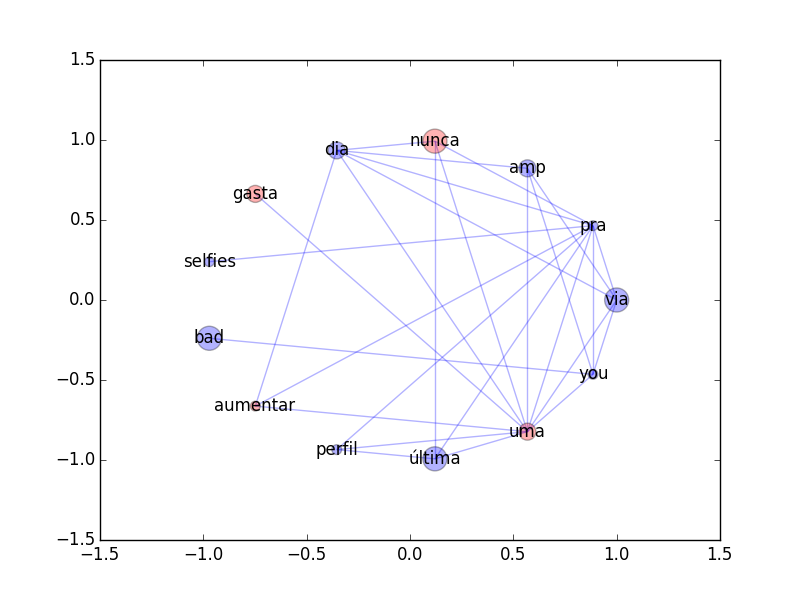 1.5
1.0
0.5
0.0
−0.5
−1.0
−1.5
−1.5
−1.0
−0.5
0.0
0.5
1.0
1.5
nunca
dia
amp
gasta
pra
selfies
via
bad
you
aumentar
uma
perfil
última